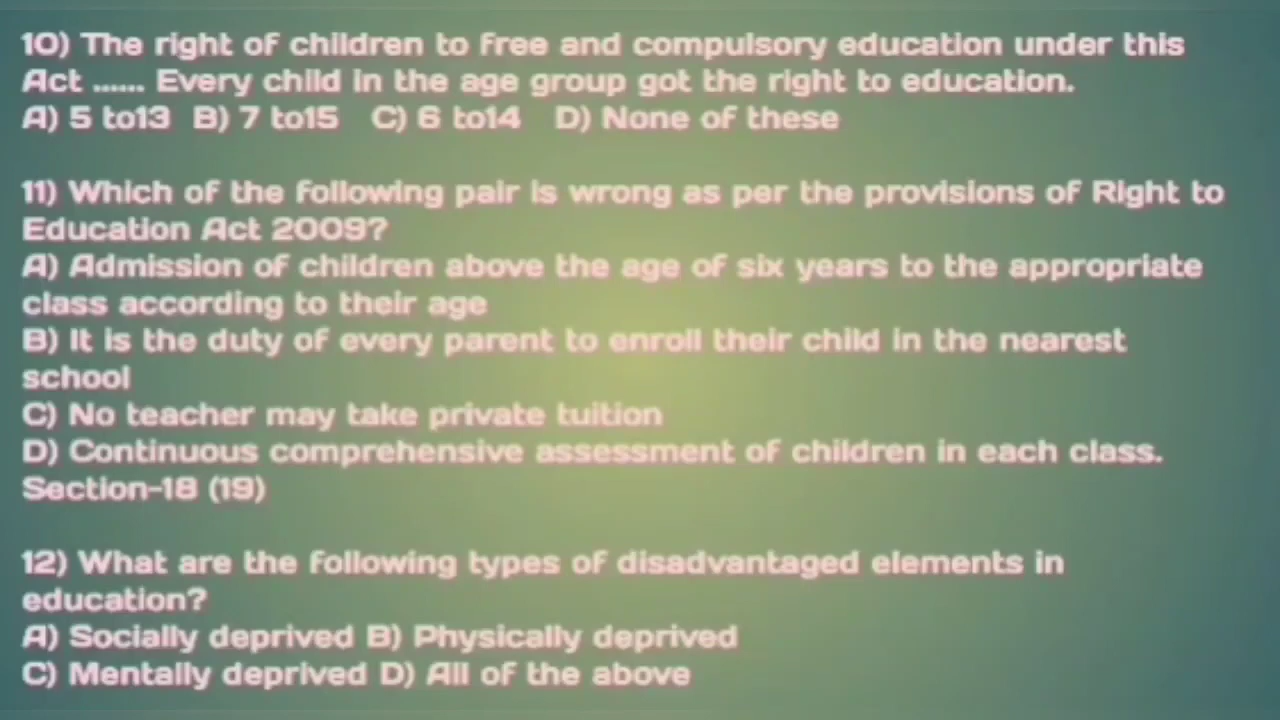 10) The right of children to free and compulsory education under this
Act ...... Every child in the age group got the right to education.
A) 5 to13 B) 7 to15 C) 6 to14 D) None of these
11) Which of the following pair is wrong as per the provisions of Right to
Education Act 2009?
A) Admission of children above the age of six years to the appropriate
class according to their age
B) It is the duty of every parent to enroll their child in the nearest
school
C) No teacher may take private tuition
D) Continuous comprehensive assessment of children in each class.
Section-18 (19)
12) What are the following types of disadvantaged elements in
education?
A) Socially deprived B) Physically deprived
C) Mentally deprived D) All of the above